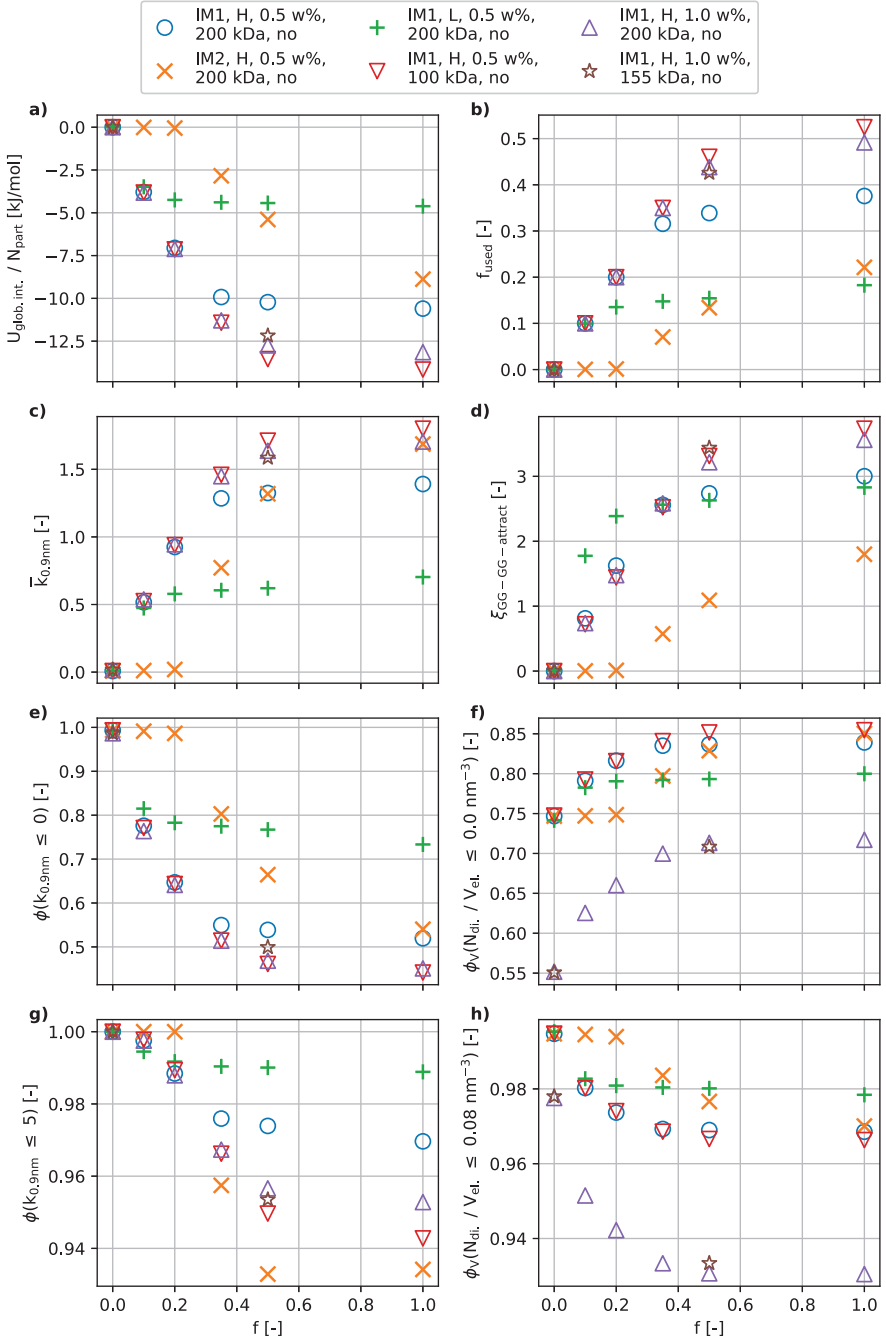 IM1, H, 0.5 w%,
200 kDa, no
IM2, H, 0.5 w%,
200 kDa, no
IM1, L, 0.5 w%,
200 kDa, no
IM1, H, 0.5 w%,
100 kDa, no
IM1, H, 1.0 w%,
200 kDa, no
IM1, H, 1.0 w%,
155 kDa, no
a)
U_glob. int. / N_part [kJ/mol]
0.0
−2.5
−5.0
−7.5
−10.0
−12.5
b)
f_used [-]
0.5
0.4
0.3
0.2
0.1
0.0
c)
k̅_0.9nm [-]
1.5
1.0
0.5
0.0
d)
ξ_GG−GG−attract [-]
3
2
1
0
e)
ϕ(k_0.9nm ≤ 0) [-]
1.0
0.9
0.8
0.7
0.6
0.5
f)
ϕ_V(N_di. / V_el. ≤ 0.0 nm⁻³) [-]
0.85
0.80
0.75
0.70
0.65
0.60
0.55
g)
ϕ(k_0.9nm ≤ 5) [-]
1.00
0.98
0.96
0.94
0.0 0.2 0.4 0.6 0.8 1.0
f [-]
h)
ϕ_V(N_di. / V_el. ≤ 0.08 nm⁻³) [-]
0.98
0.96
0.94
0.0 0.2 0.4 0.6 0.8 1.0
f [-]